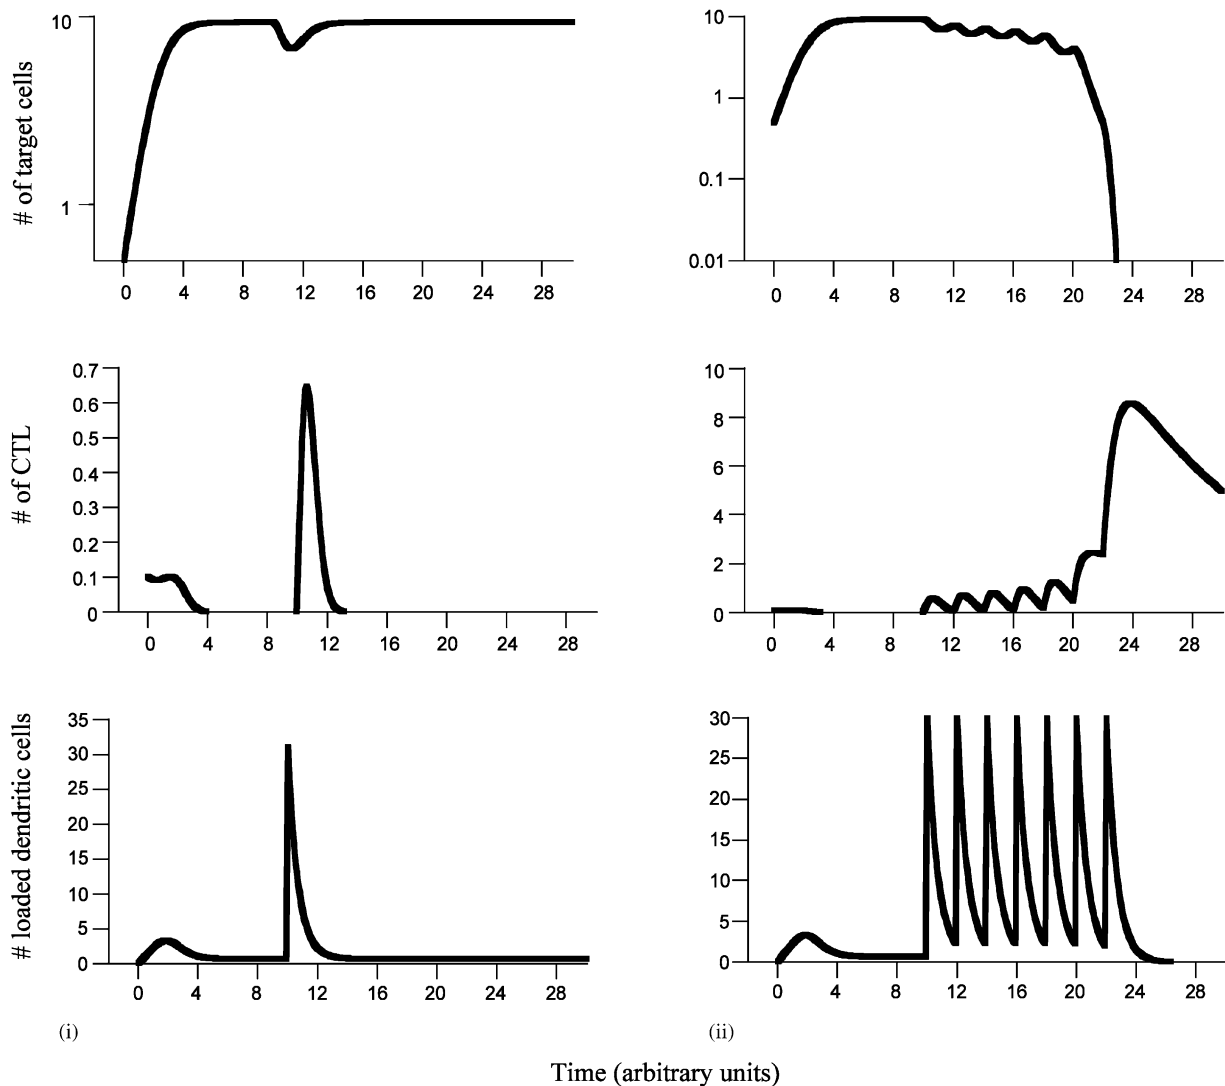 # of target cells
10
1
0 4 8 12 16 20 24 28
10
1
0.1
0.01
0 4 8 12 16 20 24 28
# of CTL
0.7
0.6
0.5
0.4
0.3
0.2
0.1
0
0 4 8 12 16 20 24 28
10
8
6
4
2
0
0 4 8 12 16 20 24 28
# loaded dendritic cells
35
30
25
20
15
10
5
0
0 4 8 12 16 20 24 28
30
25
20
15
10
5
0
0 4 8 12 16 20 24 28
(i)
(ii)
Time (arbitrary units)